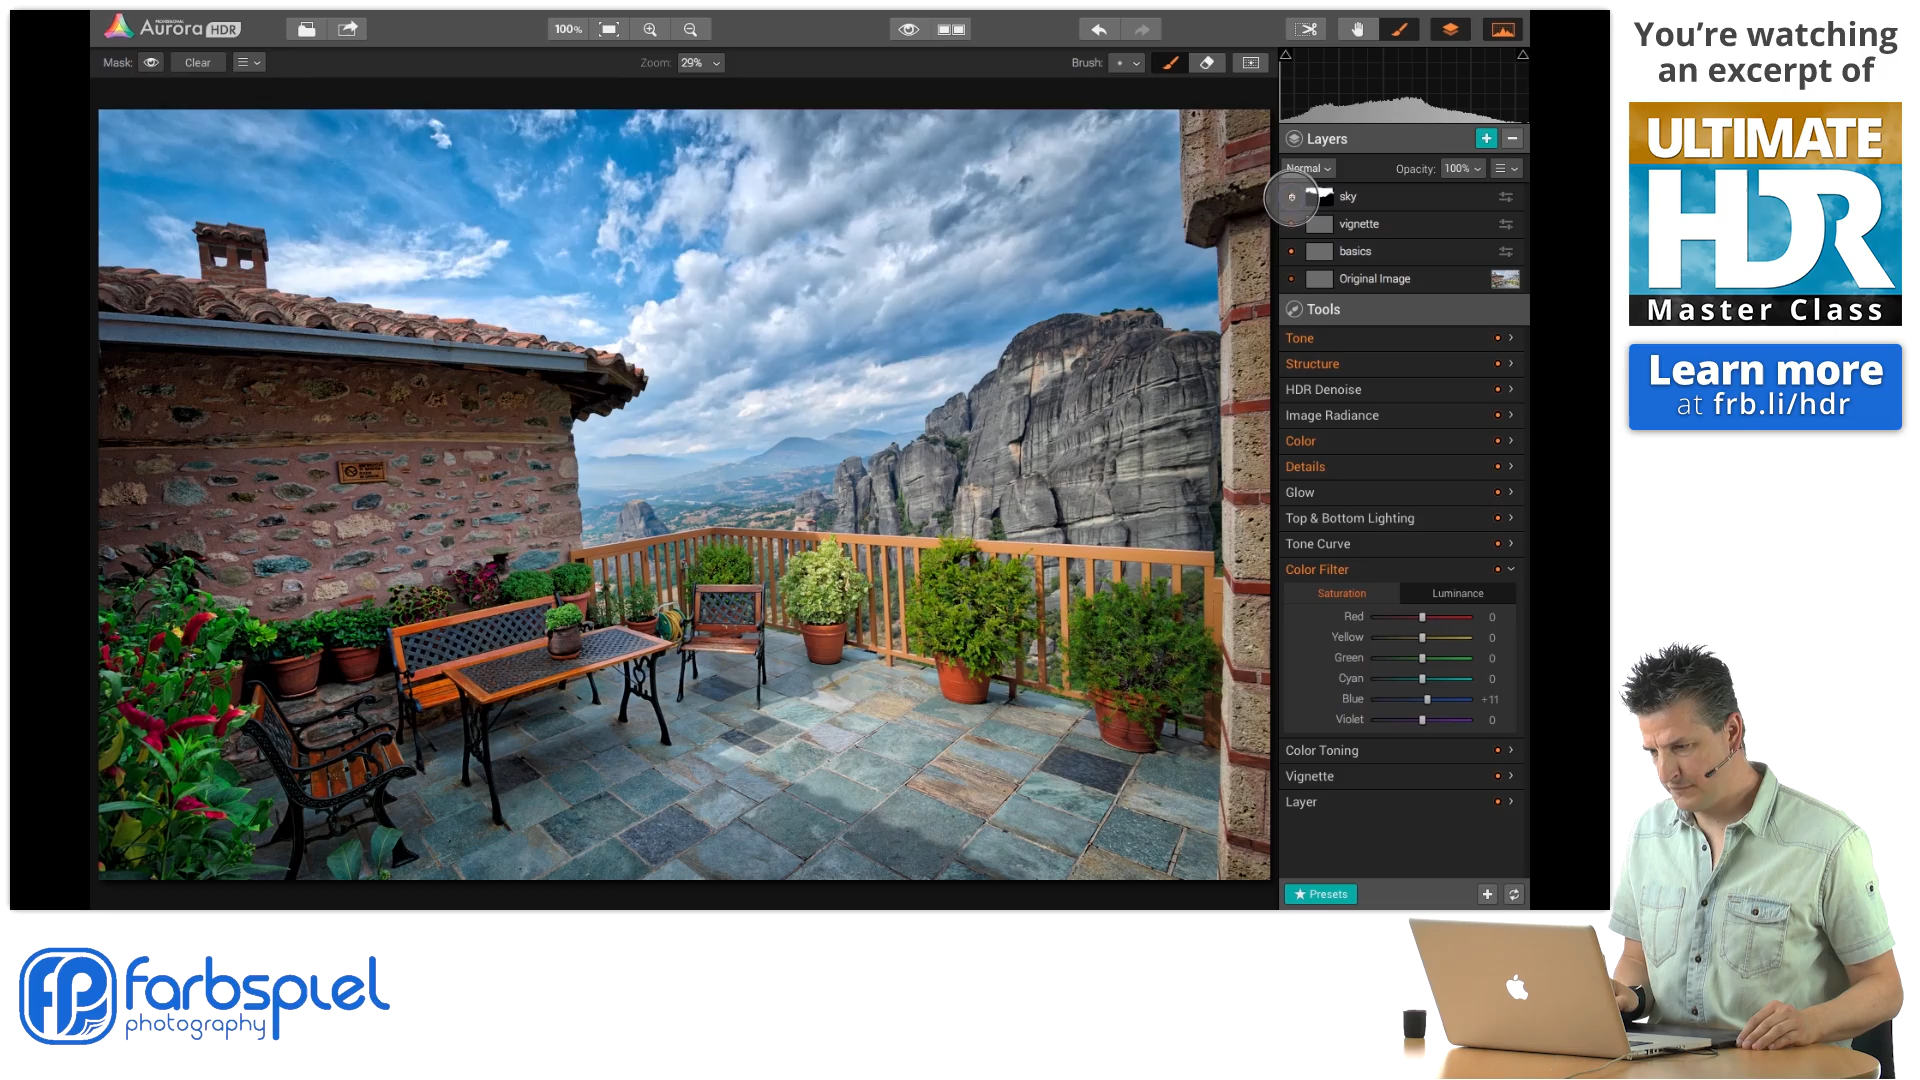 PROFESSIONAL
Aurora HDR
100%
Mask:
Clear
Zoom: 29%
Brush:
Layers
Normal
Opacity: 100%
sky
vignette
basics
Original Image
Tools
Tone
Structure
HDR Denoise
Image Radiance
Color
Details
Glow
Top & Bottom Lighting
Tone Curve
Color Filter
Saturation
Luminance
Red 0
Yellow 0
Green 0
Cyan 0
Blue +11
Violet 0
Color Toning
Vignette
Layer
Presets
You're watching
an excerpt of
ULTIMATE
HDR
Master Class
Learn more
at frb.li/hdr
fp farbspiel
photography